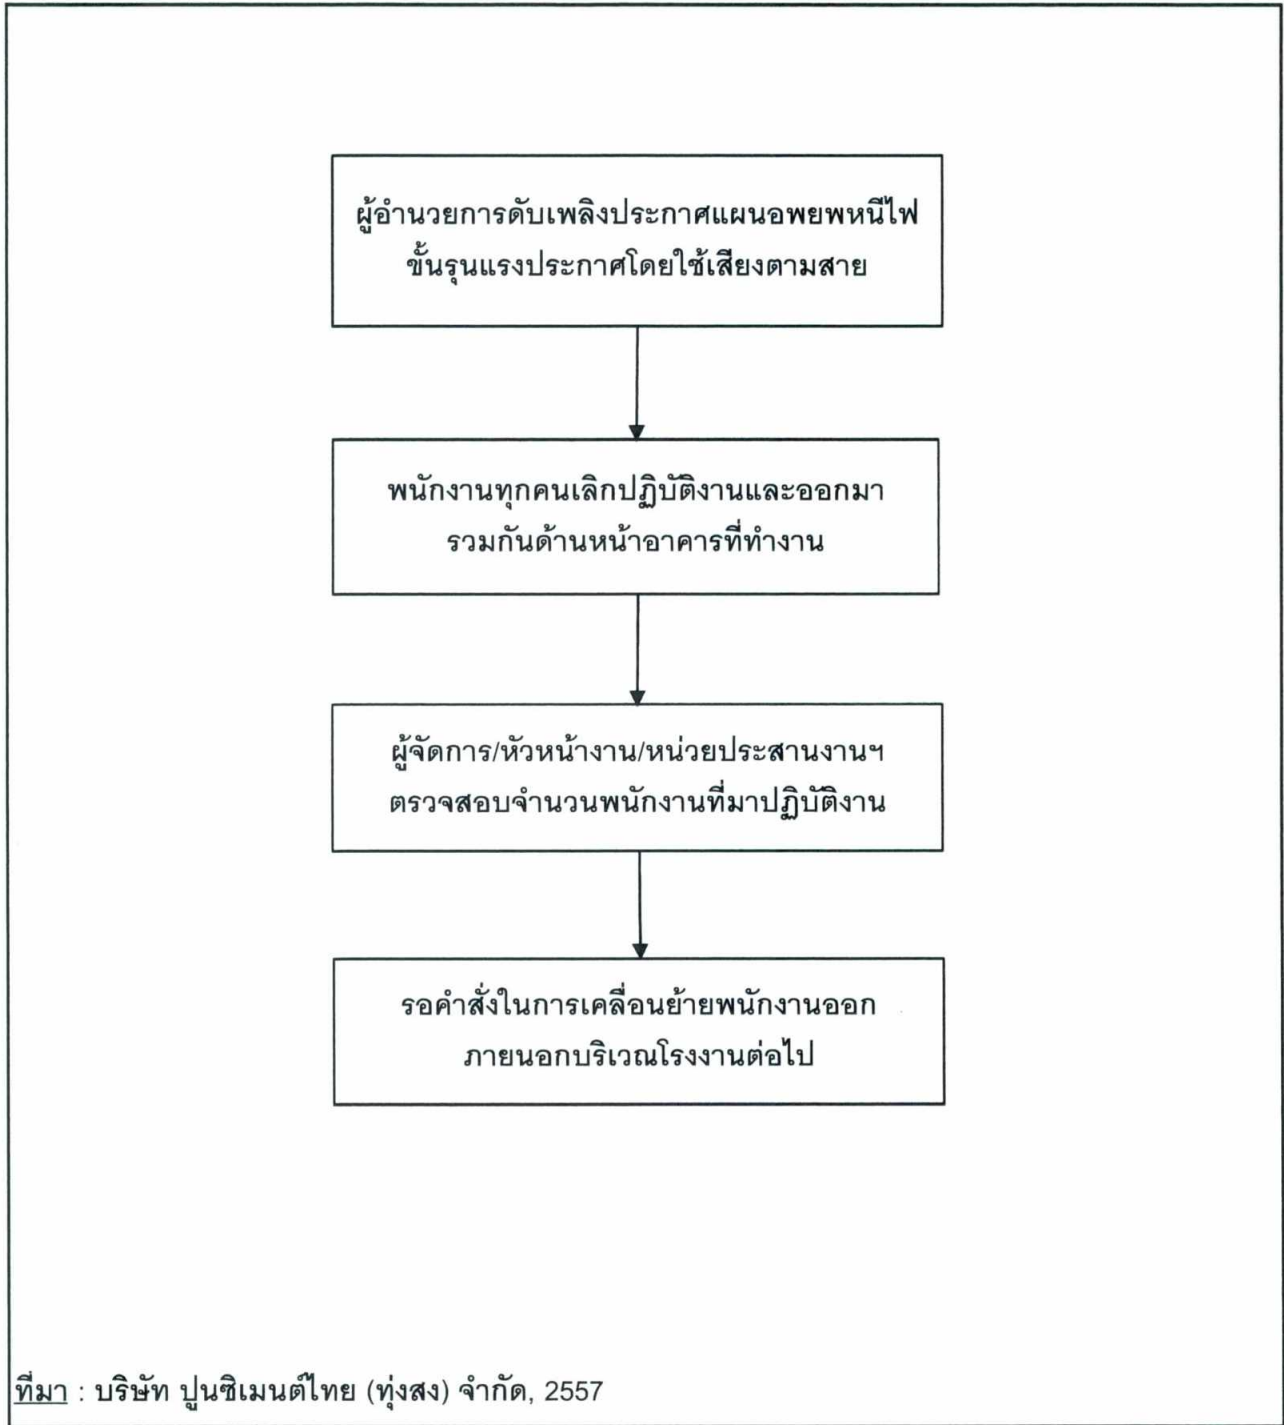 ผู้อำนวยการดับเพลิงประกาศแผนอพยพหนีไฟ
ขั้นรุนแรงประกาศโดยใช้เสียงตามสาย
พนักงานทุกคนเลิกปฏิบัติงานและออกมา
รวมกันด้านหน้าอาคารที่ทำงาน
ผู้จัดการ/หัวหน้างาน/หน่วยประสานงานฯ
ตรวจสอบจำนวนพนักงานที่มาปฏิบัติงาน
รอคำสั่งในการเคลื่อนย้ายพนักงานออก
ภายนอกบริเวณโรงงานต่อไป
ที่มา : บริษัท ปูนซิเมนต์ไทย (ทุ่งสง) จำกัด, 2557